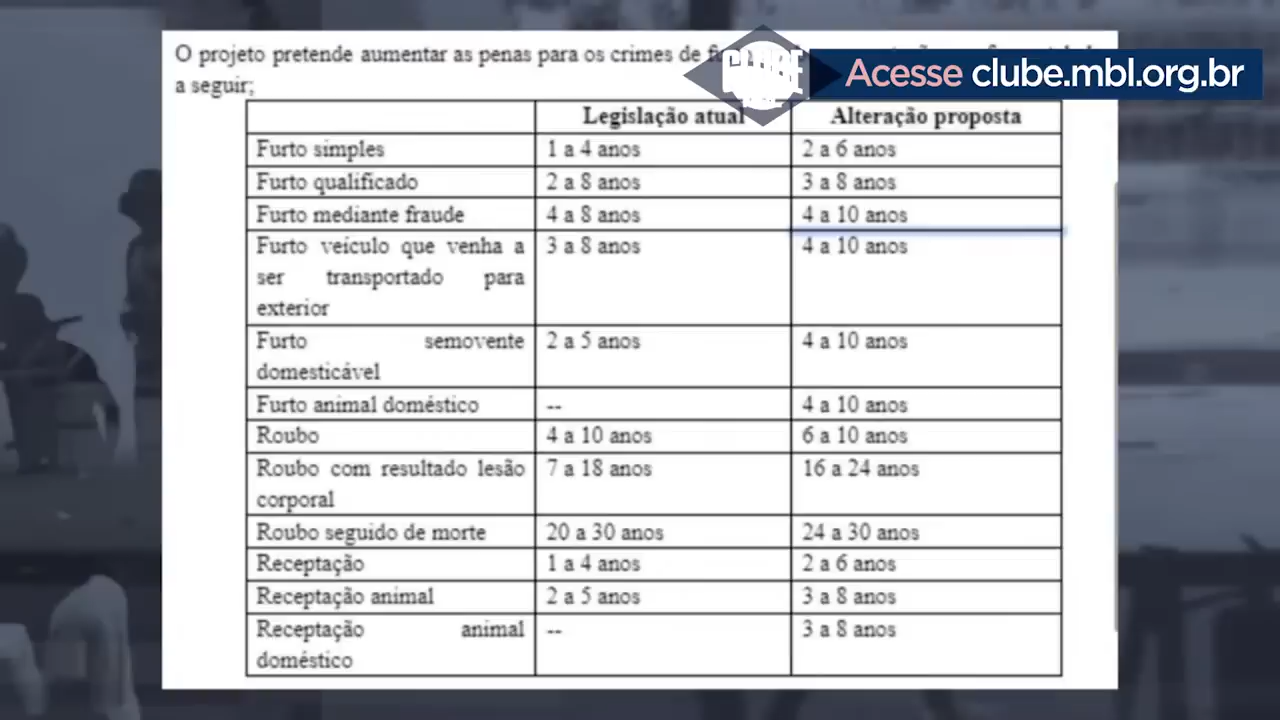 O projeto pretende aumentar as penas para os crimes de
a seguir;
CLUBE
Acesse clube.mbl.org.br
Legislação atual Alteração proposta
Furto simples 1 a 4 anos 2 a 6 anos
Furto qualificado 2 a 8 anos 3 a 8 anos
Furto mediante fraude 4 a 8 anos 4 a 10 anos
Furto veículo que venha a 3 a 8 anos 4 a 10 anos
ser transportado para
exterior
Furto semovente 2 a 5 anos 4 a 10 anos
domesticável
Furto animal doméstico -- 4 a 10 anos
Roubo 4 a 10 anos 6 a 10 anos
Roubo com resultado lesão 7 a 18 anos 16 a 24 anos
corporal
Roubo seguido de morte 20 a 30 anos 24 a 30 anos
Receptação 1 a 4 anos 2 a 6 anos
Receptação animal 2 a 5 anos 3 a 8 anos
Receptação animal -- 3 a 8 anos
doméstico